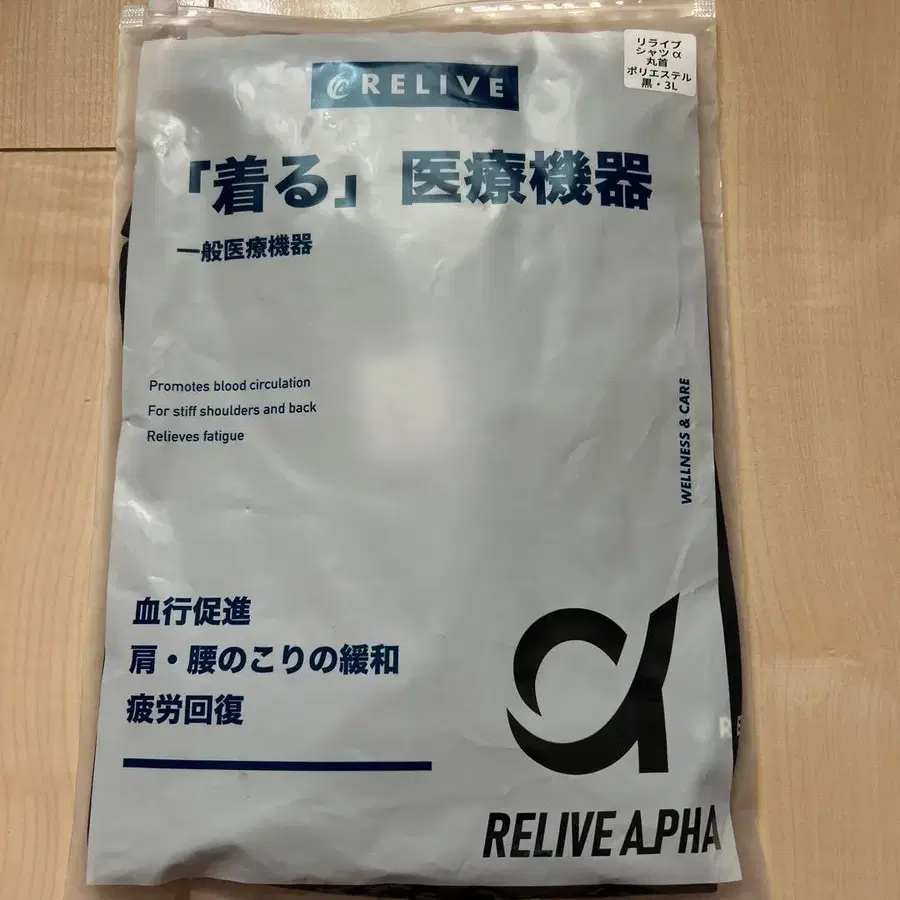 リライブ
シャツα
丸首
ポリエステル
黒・3L
RELIVE
「着る」医療機器
一般医療機器
Promotes blood circulation
For stiff shoulders and back
Relieves fatigue
WELLNESS & CARE
血行促進
肩・腰のこりの緩和
疲労回復
α
RELIVE ALPHA